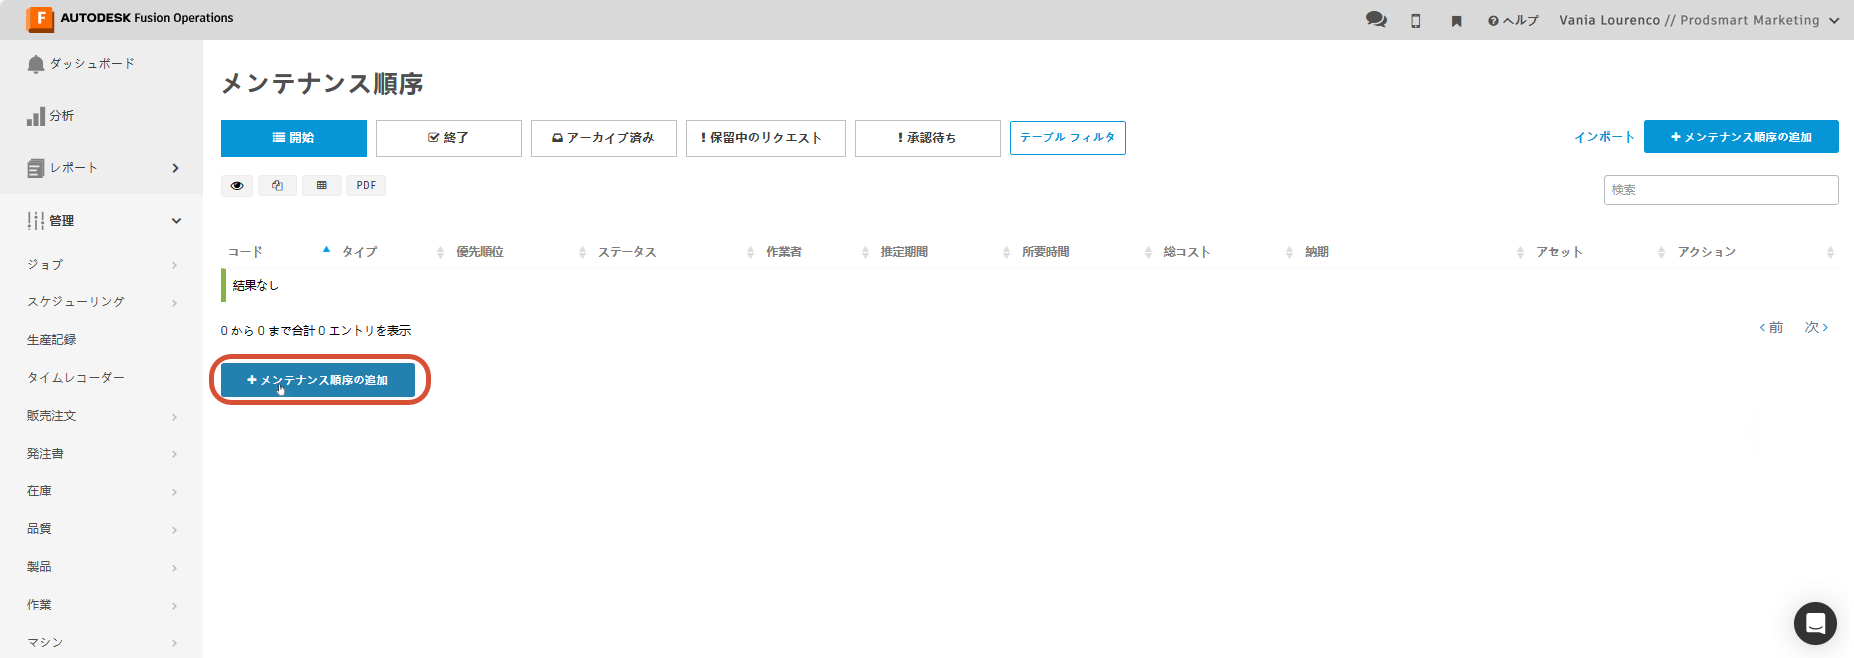 AUTODESK Fusion Operations
ヘルプ
Vania Lourenco // Prodsmart Marketing
ダッシュボード
分析
レポート
管理
ジョブ
スケジューリング
生産記録
タイムレコーダー
販売注文
発注書
在庫
品質
製品
作業
マシン
メンテナンス順序
開始
終了
アーカイブ済み
! 保留中のリクエスト
! 承認待ち
テーブル フィルタ
インポート
+ メンテナンス順序の追加
PDF
検索
コード タイプ 優先順位 ステータス 作業者 推定期間 所要時間 総コスト 納期 アセット アクション
結果なし
0 から 0 まで合計 0 エントリを表示
‹ 前 次 ›
+ メンテナンス順序の追加